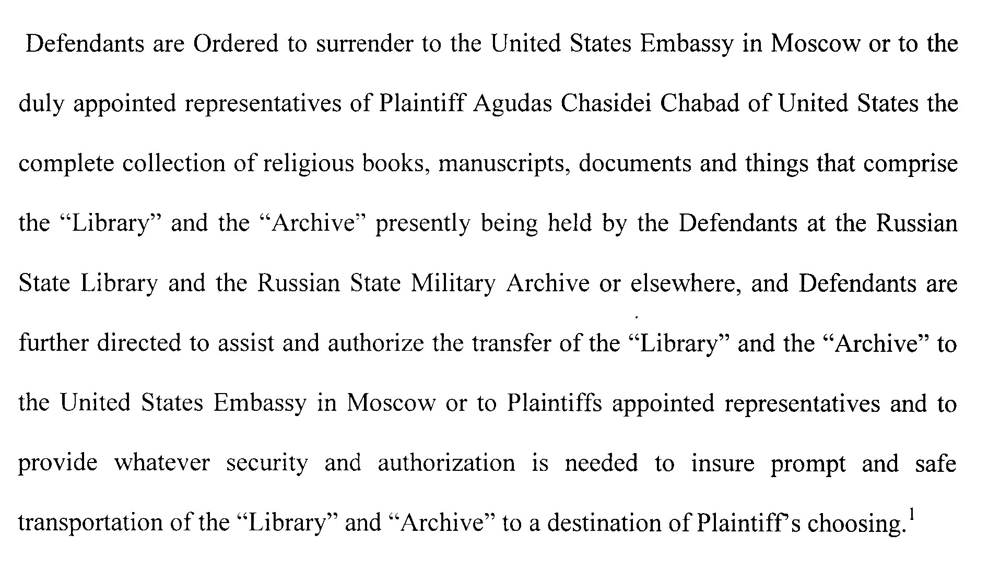 Defendants are Ordered to surrender to the United States Embassy in Moscow or to the
duly appointed representatives of Plaintiff Agudas Chasidei Chabad of United States the
complete collection of religious books, manuscripts, documents and things that comprise
the “Library” and the “Archive” presently being held by the Defendants at the Russian
State Library and the Russian State Military Archive or elsewhere, and Defendants are
further directed to assist and authorize the transfer of the “Library” and the “Archive” to
the United States Embassy in Moscow or to Plaintiffs appointed representatives and to
provide whatever security and authorization is needed to insure prompt and safe
transportation of the “Library” and “Archive” to a destination of Plaintiff’s choosing.¹